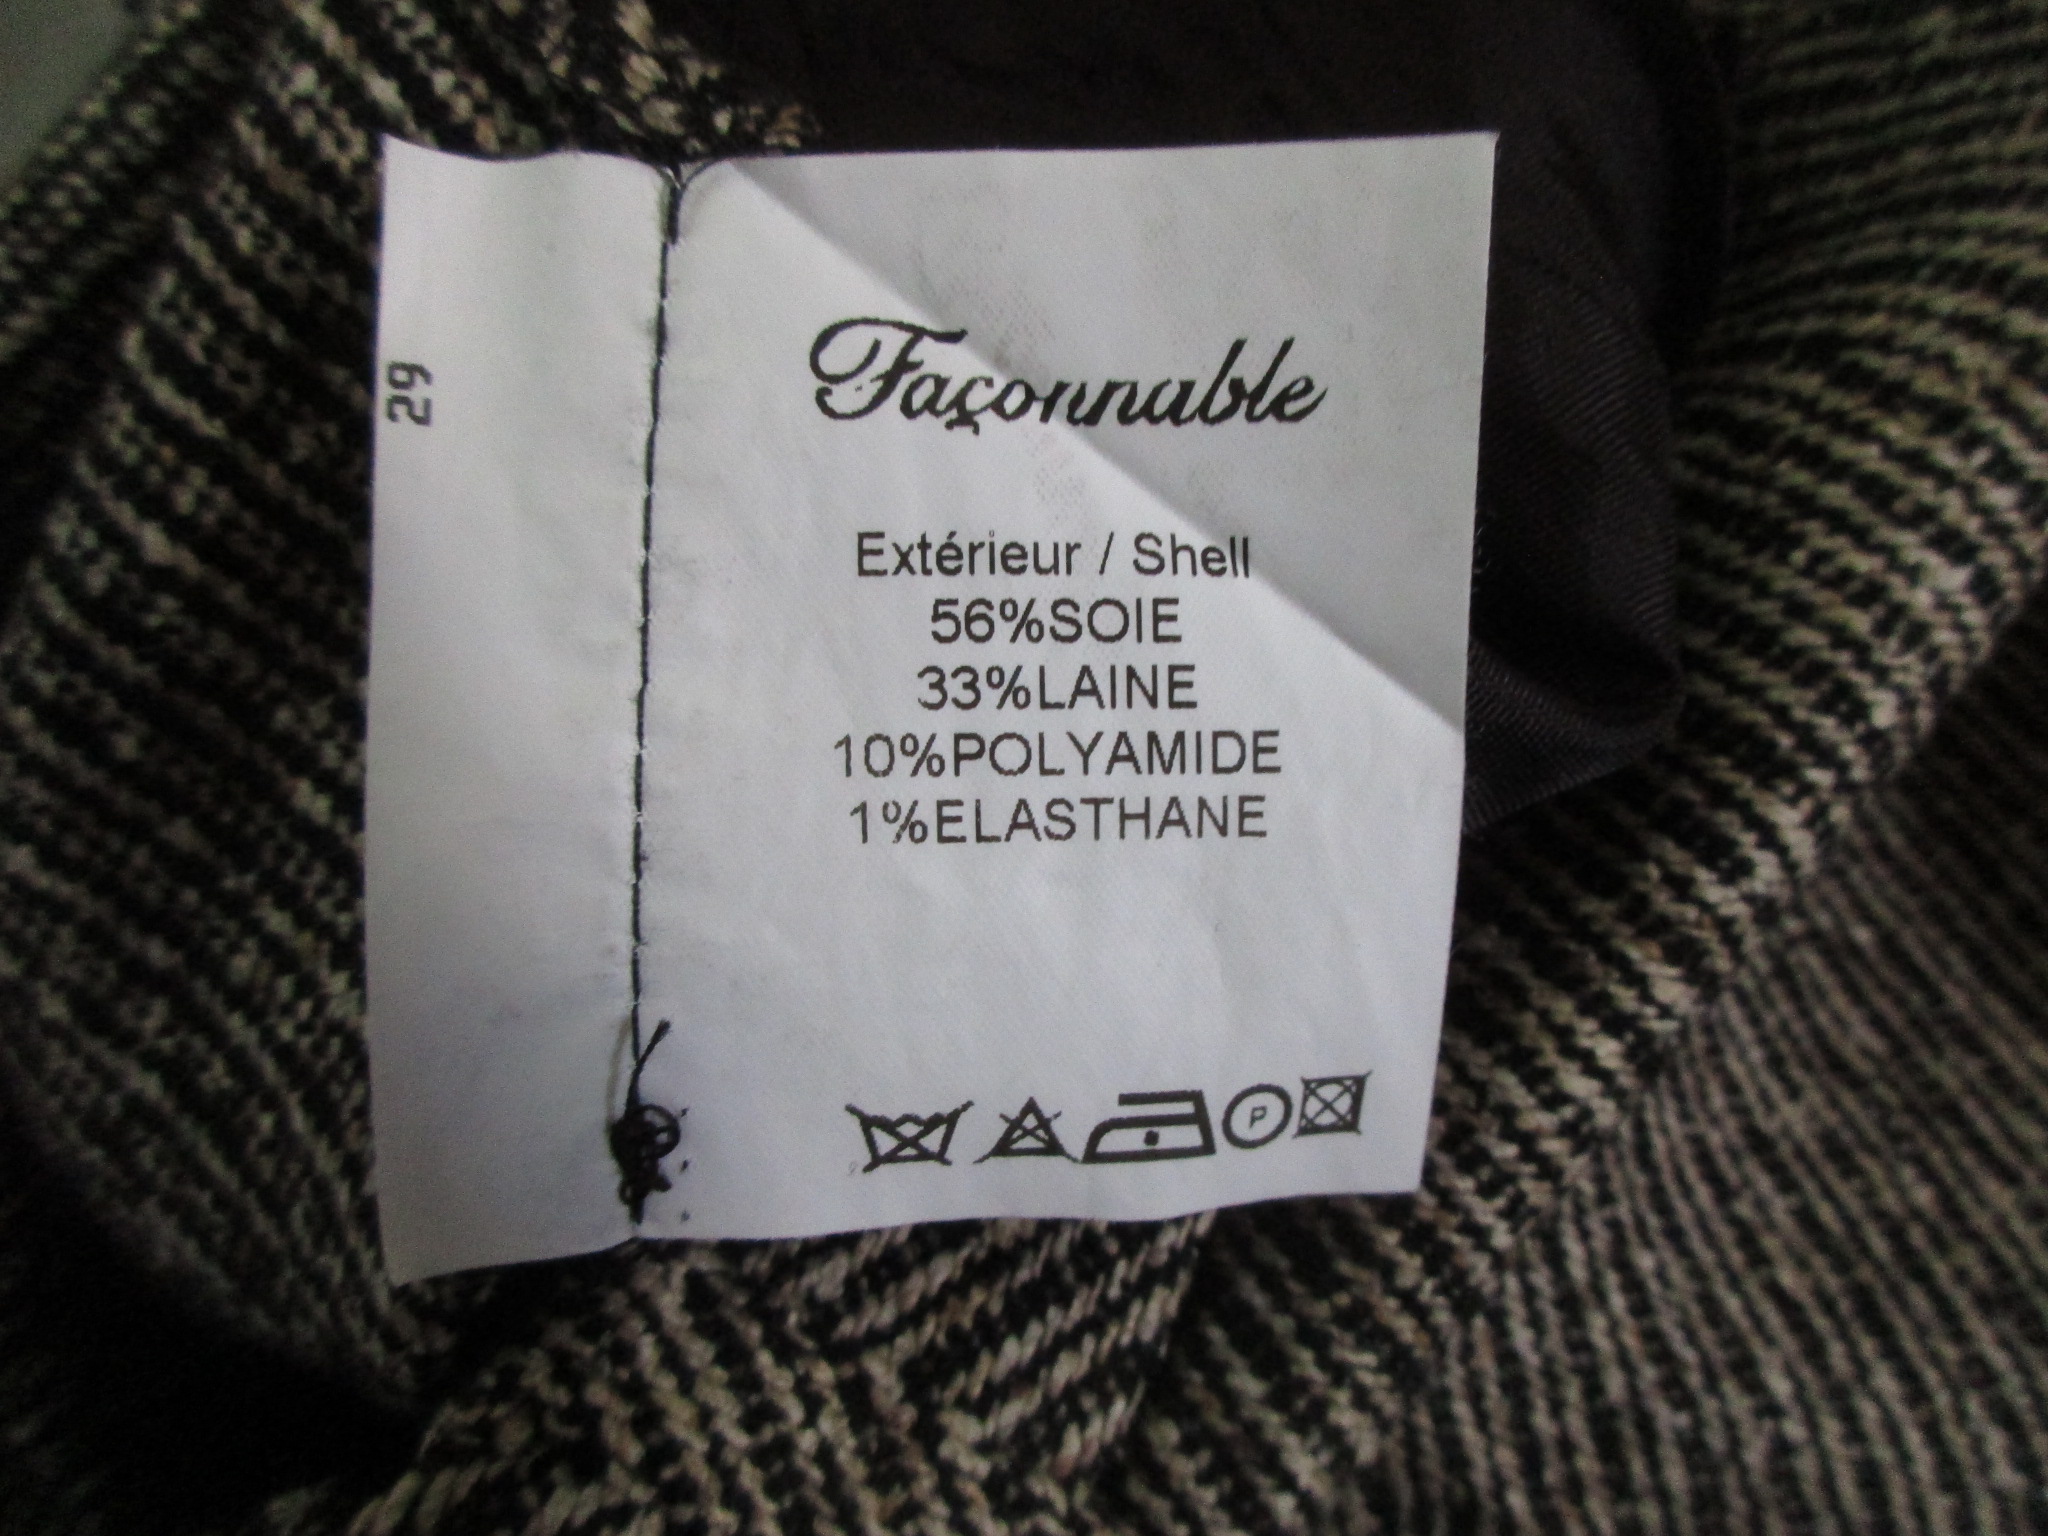 29
Façonnable
Extérieur / Shell
56%SOIE
33%LAINE
10%POLYAMIDE
1%ELASTHANE
P